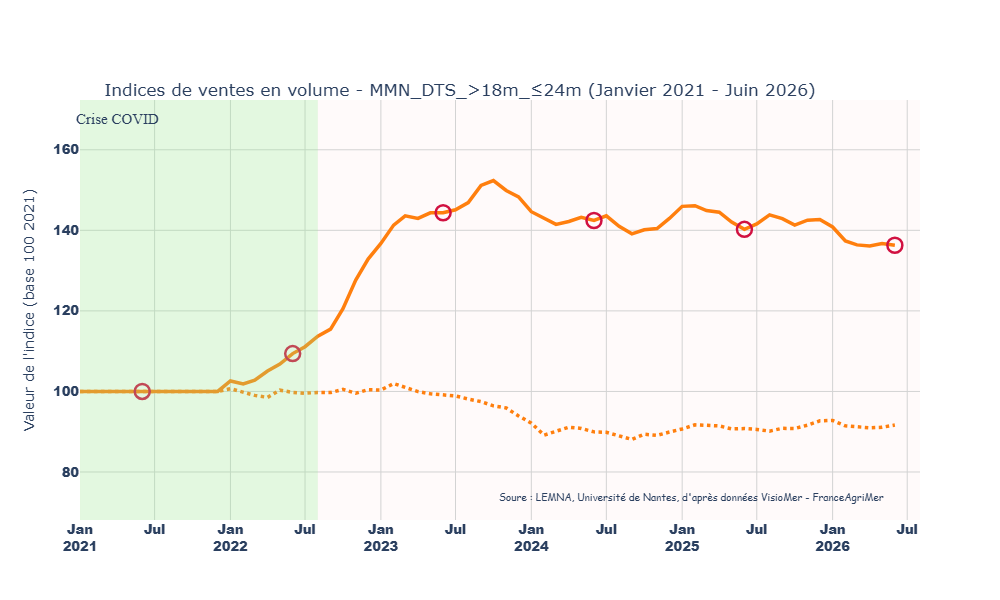 Indices de ventes en volume - MMN_DTS_>18m_≤24m (Janvier 2021 - Juin 2026)
Crise COVID
Valeur de l'indice (base 100 2021)
160
140
120
100
80
Soure : LEMNA, Université de Nantes, d'après données VisioMer - FranceAgriMer
Jan Jul Jan Jul Jan Jul Jan Jul Jan Jul Jan Jul
2021 2022 2023 2024 2025 2026